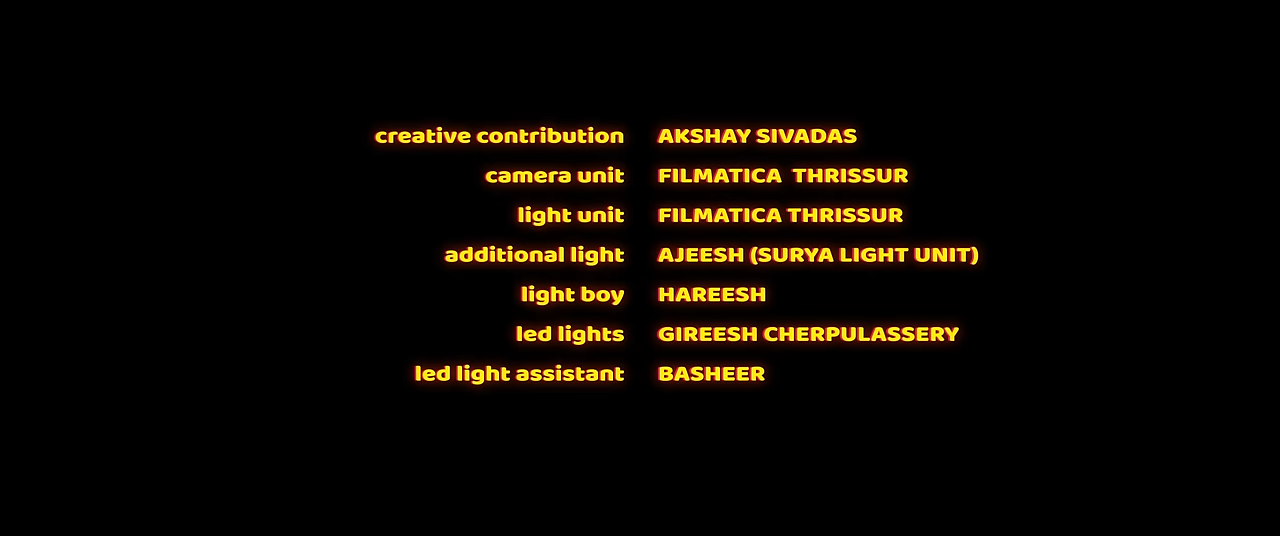 creative contribution AKSHAY SIVADAS
camera unit FILMATICA THRISSUR
light unit FILMATICA THRISSUR
additional light AJEESH (SURYA LIGHT UNIT)
light boy HAREESH
led lights GIREESH CHERPULASSERY
led light assistant BASHEER